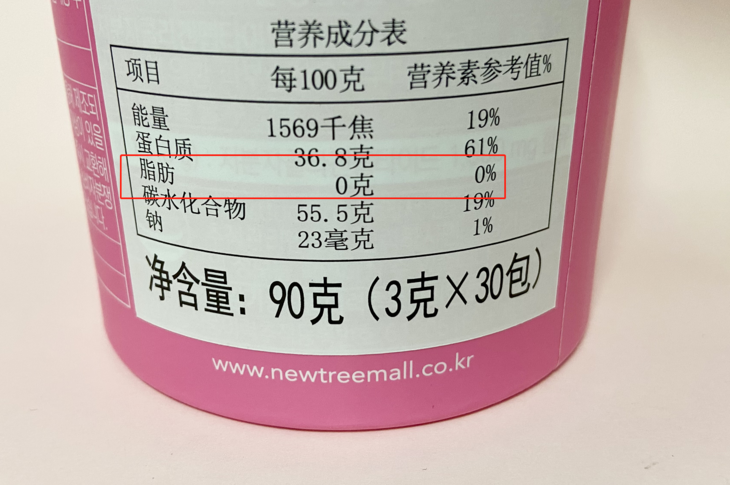 营养成分表
项目 每100克 营养素参考值%
能量 1569千焦 19%
蛋白质 36.8克 61%
脂肪 0克 0%
碳水化合物 55.5克 19%
钠 23毫克 1%
净含量：90克（3克×30包）
www.newtreemall.co.kr